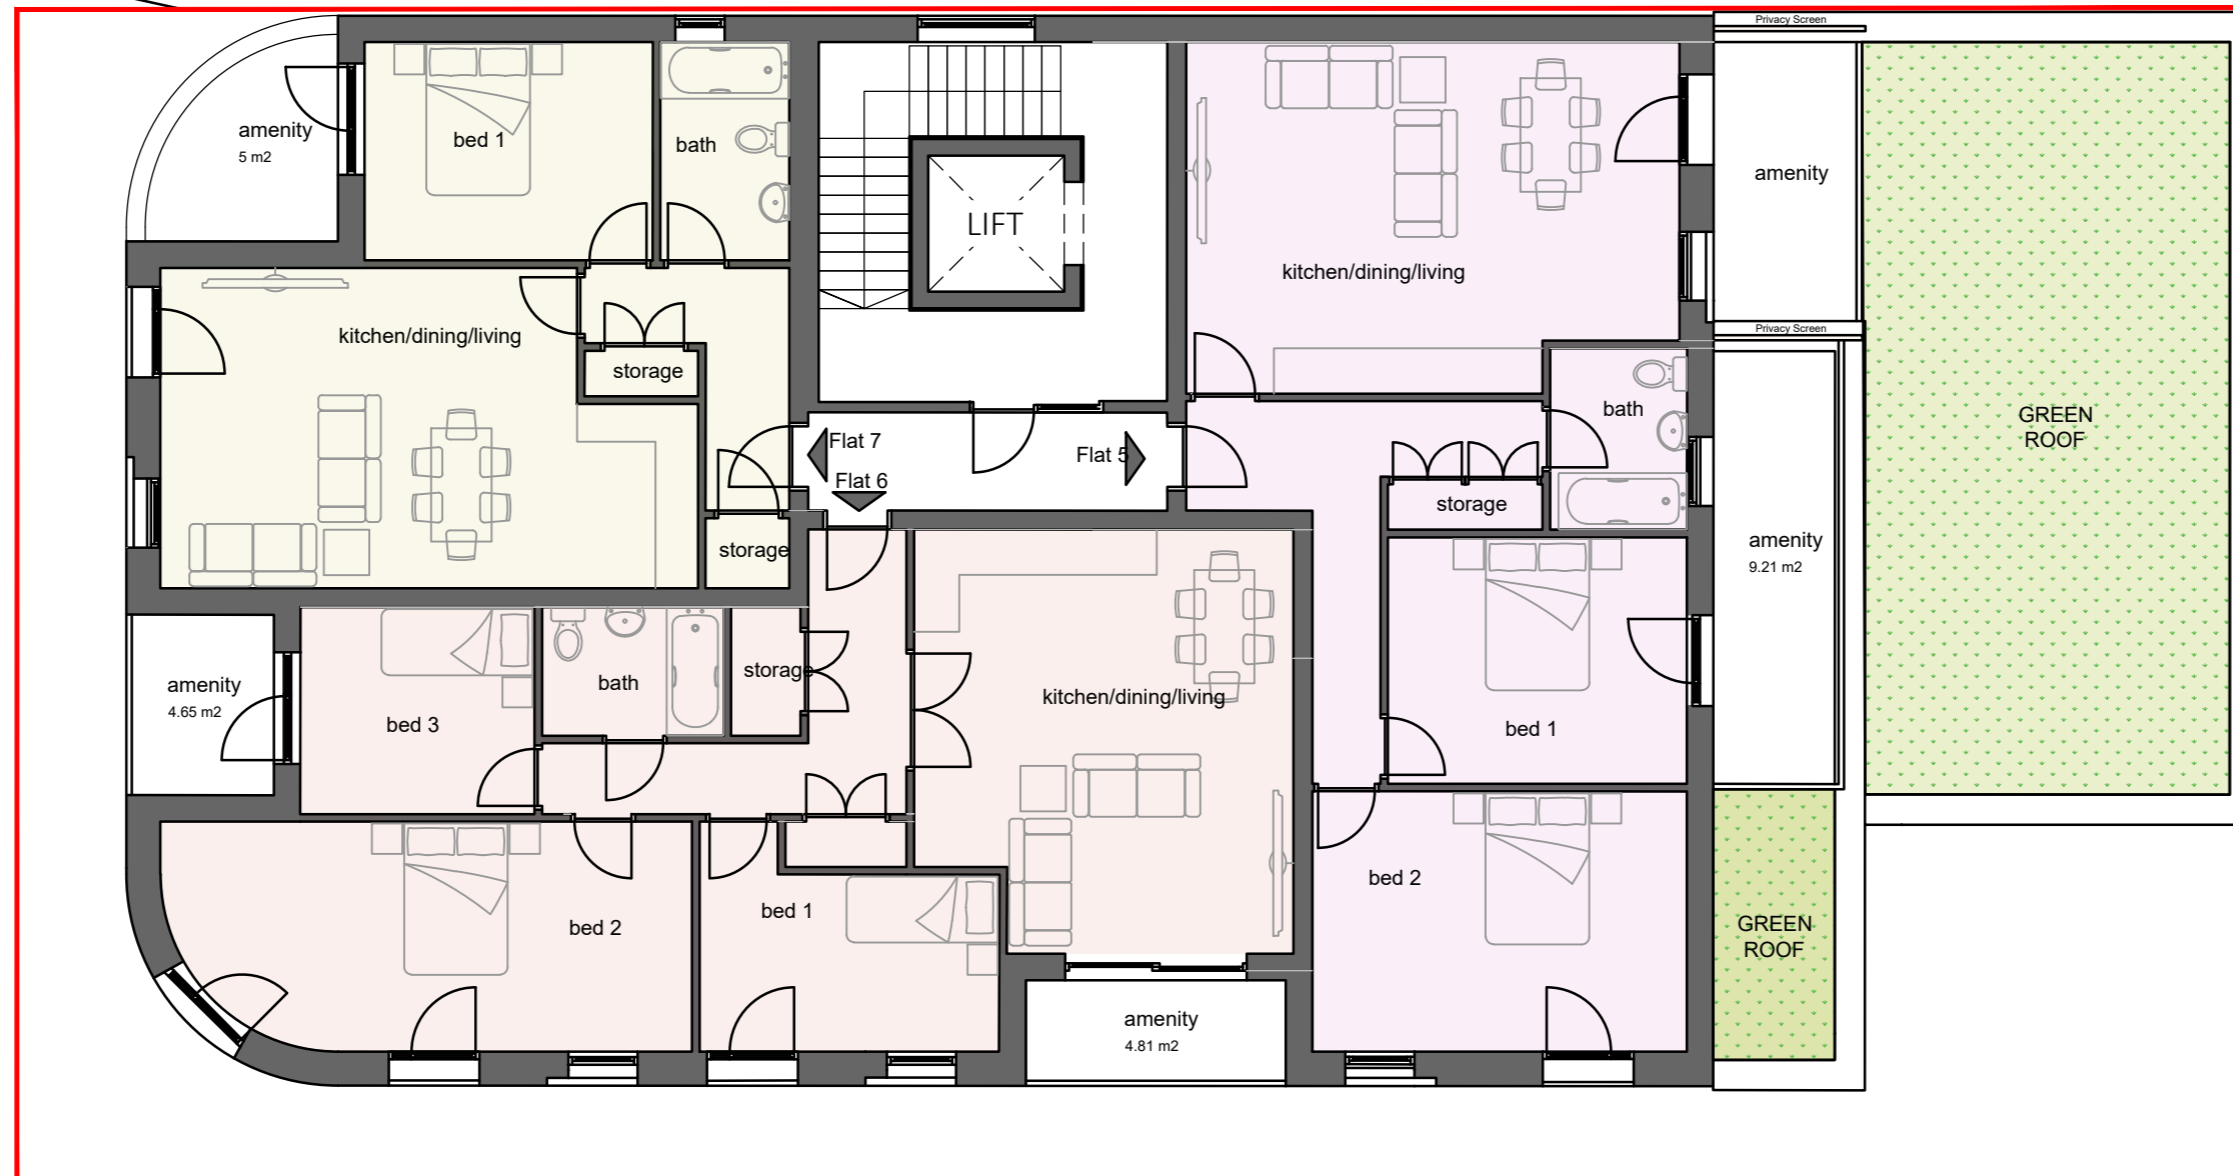 Privacy Screen
amenity
5 m2
bed 1
bath
LIFT
kitchen/dining/living
amenity
kitchen/dining/living
storage
Privacy Screen
bath
GREEN
ROOF
Flat 7
Flat 6
Flat 5
storage
storage
amenity
9.21 m2
amenity
4.65 m2
bed 3
bath
storage
kitchen/dining/living
bed 1
bed 2
bed 1
bed 2
GREEN
ROOF
amenity
4.81 m2